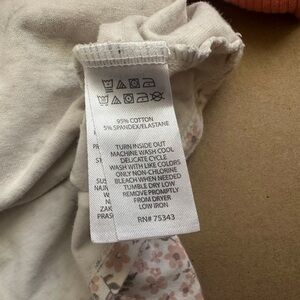 95% COTTON
5% SPANDEX/ELASTANE
TURN INSIDE OUT
MACHINE WASH COOL
DELICATE CYCLE
WASH WITH LIKE COLORS
ONLY NON-CHLORINE
BLEACH WHEN NEEDED
TUMBLE DRY LOW
REMOVE PROMPTLY
FROM DRYER
LOW IRON
RN# 75343